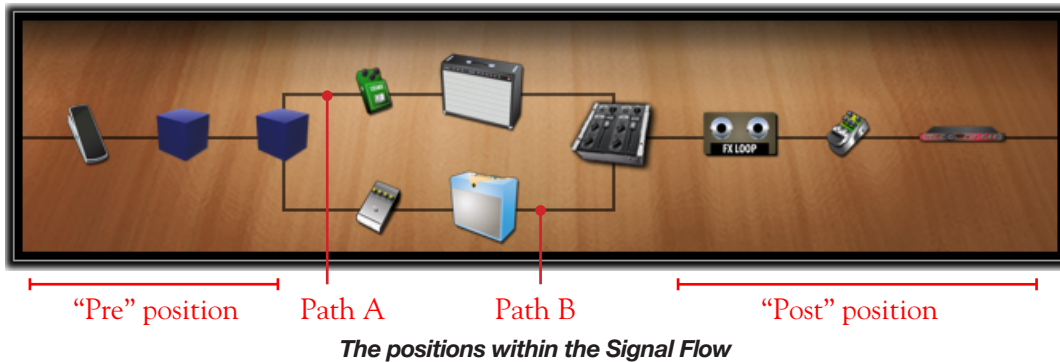 FX LOOP
“Pre” position
Path A
Path B
“Post” position
The positions within the Signal Flow